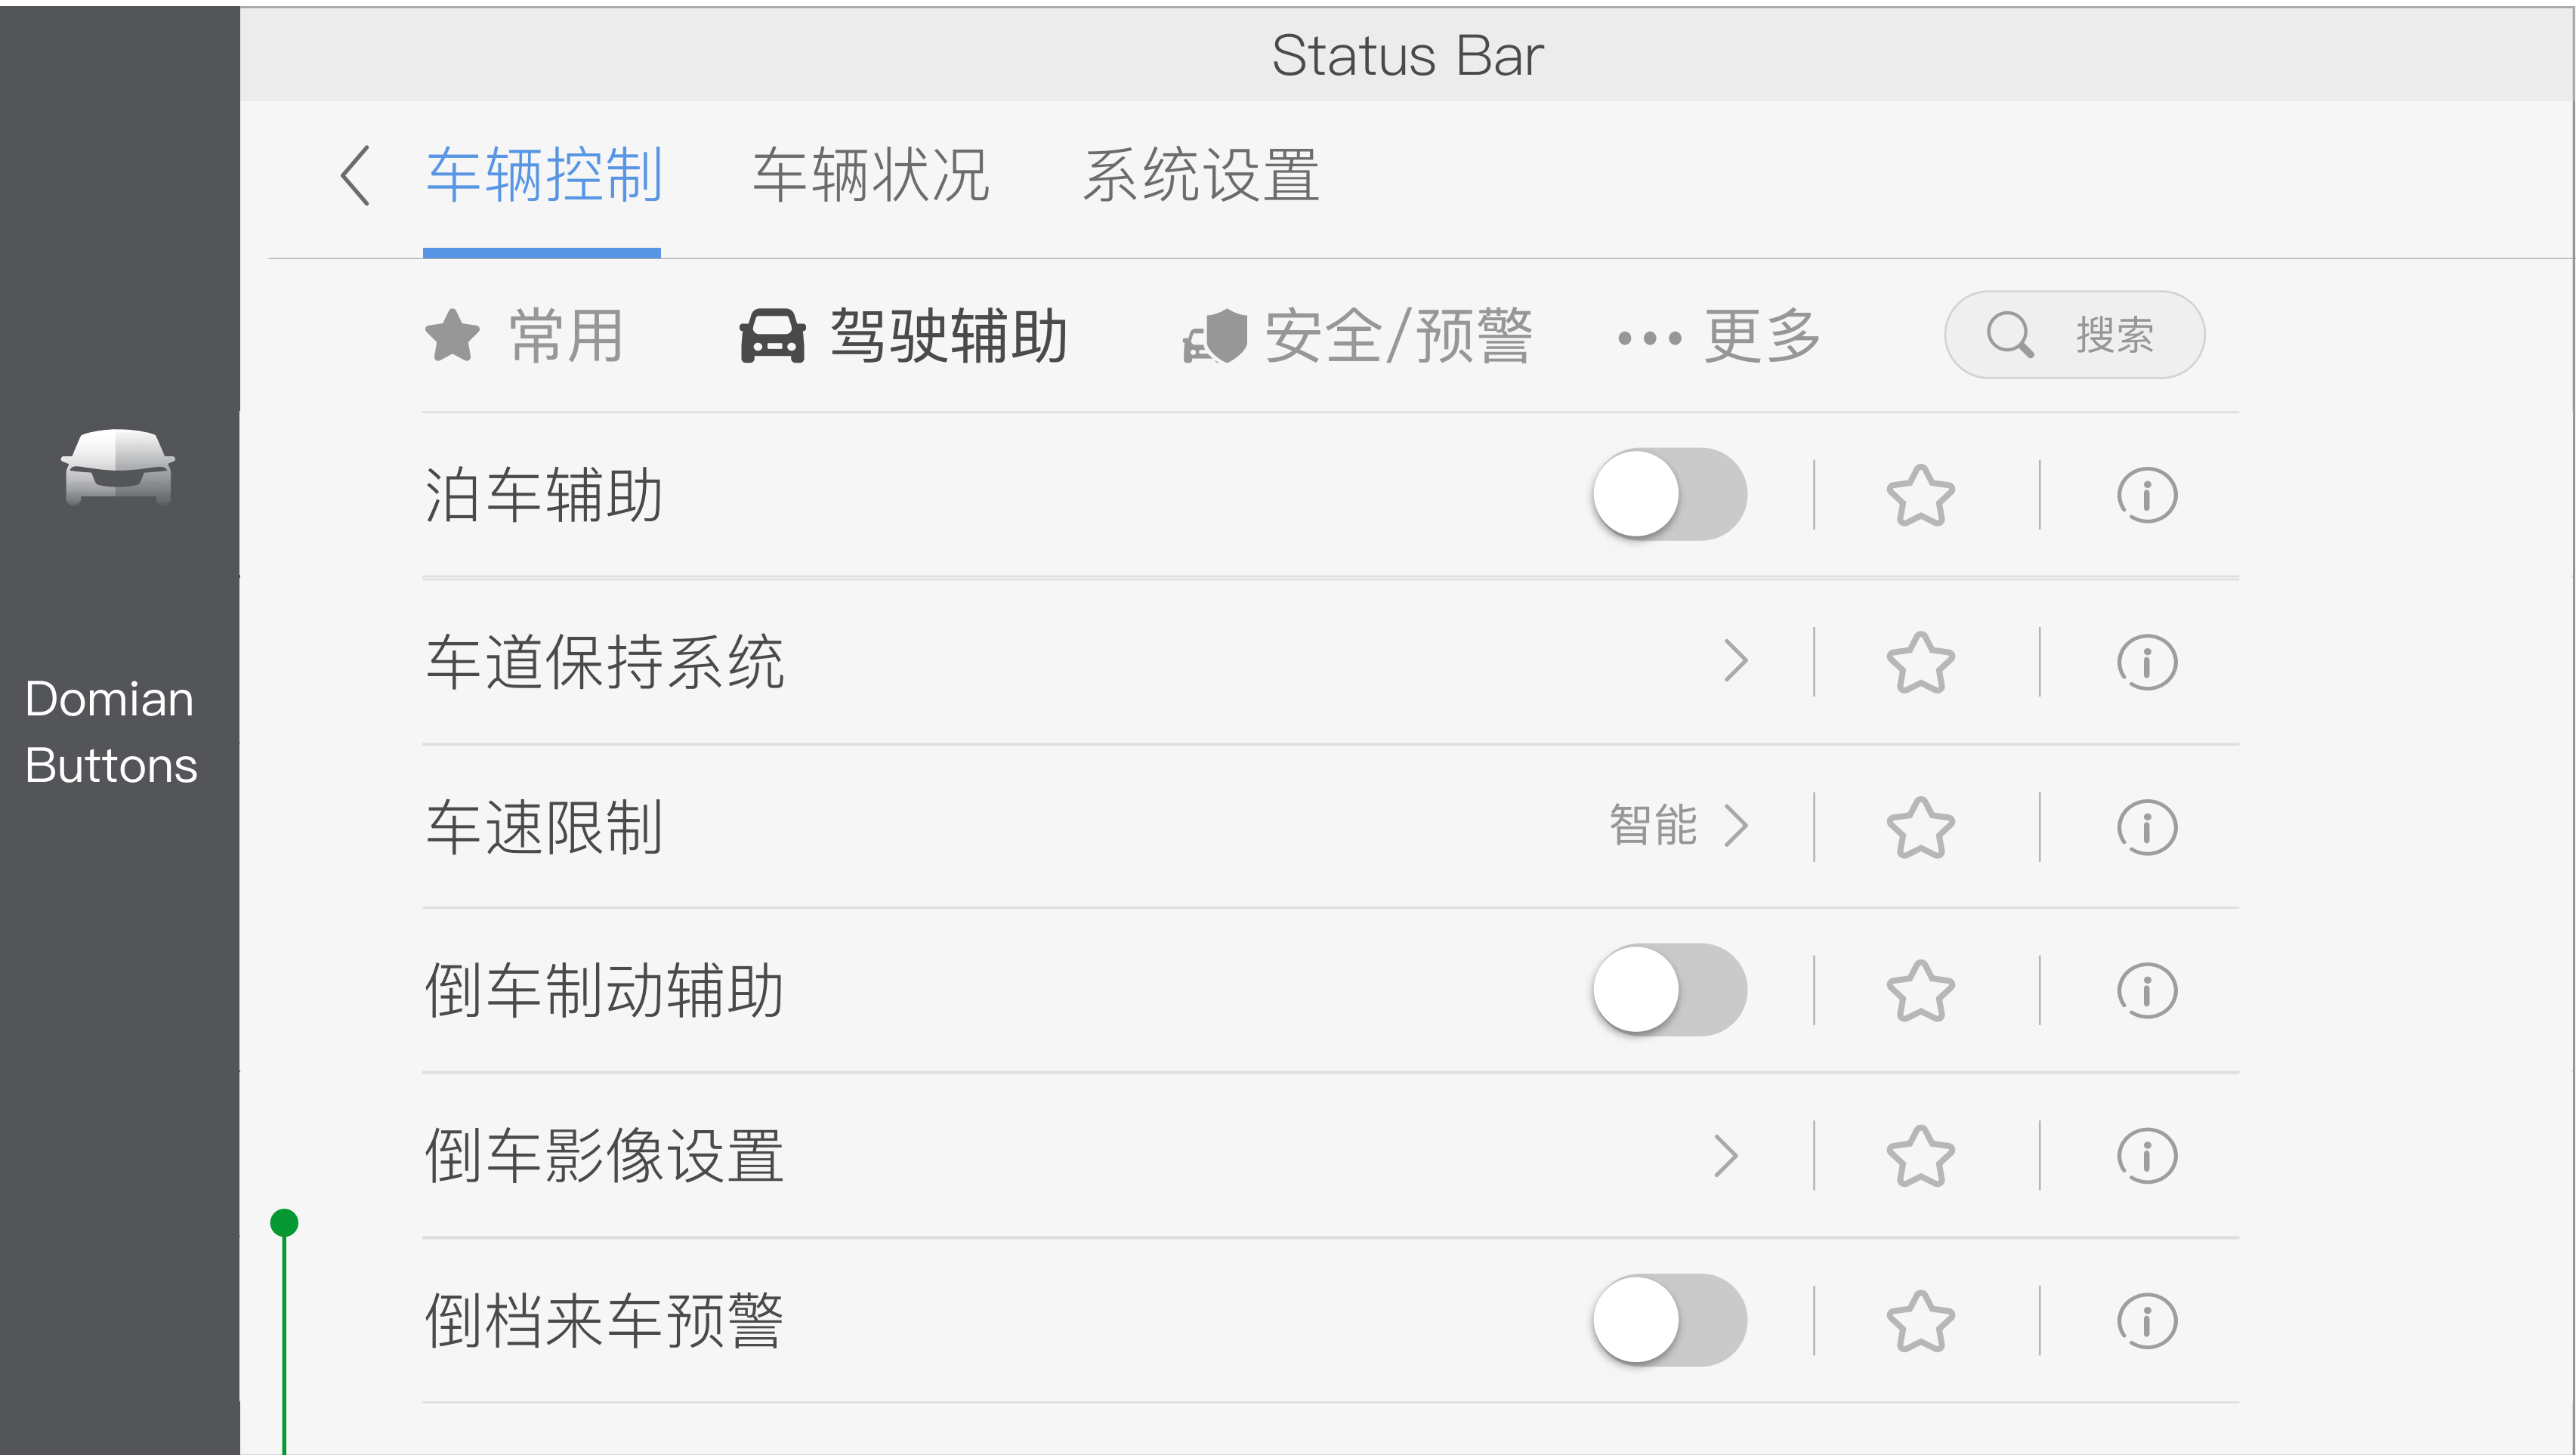 Status Bar
车辆控制 车辆状况 系统设置
常用 驾驶辅助 安全/预警 更多 搜索
泊车辅助
车道保持系统
Domian
Buttons
车速限制 智能
倒车制动辅助
倒车影像设置
倒档来车预警